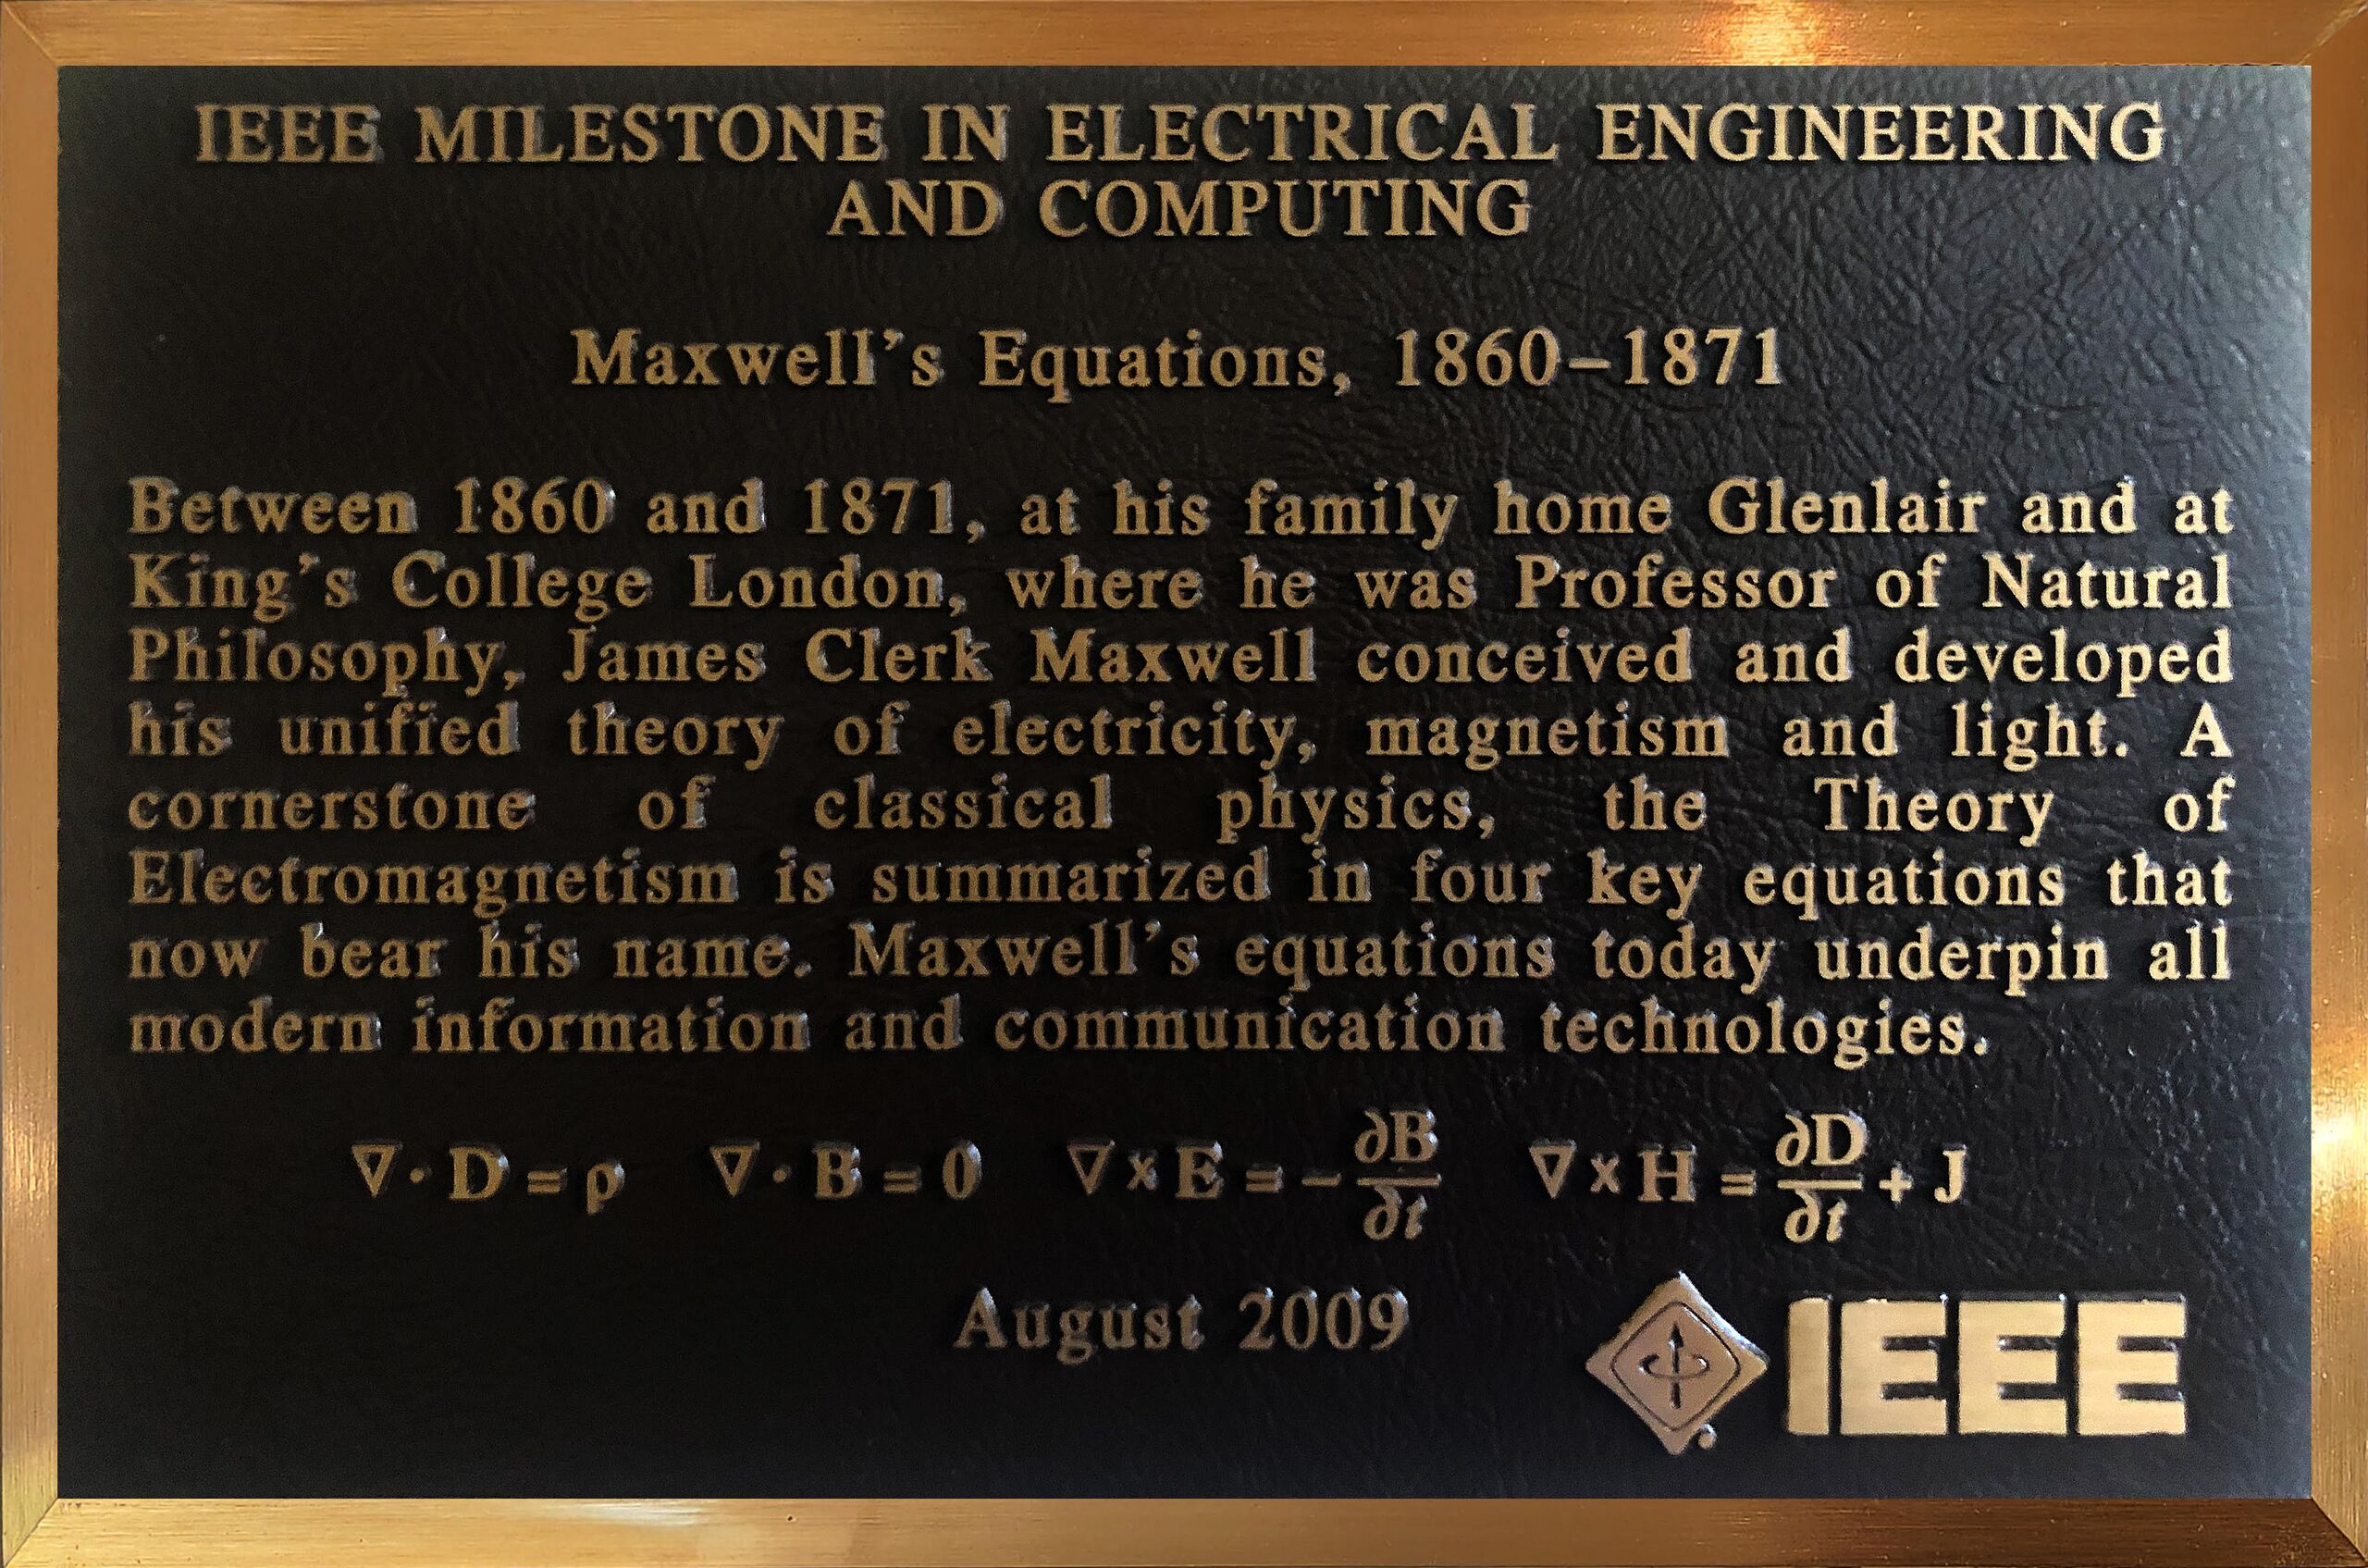 IEEE MILESTONE IN ELECTRICAL ENGINEERING
AND COMPUTING
Maxwell’s Equations, 1860–1871
Between 1860 and 1871, at his family home Glenlair and at
King’s College London, where he was Professor of Natural
Philosophy, James Clerk Maxwell conceived and developed
his unified theory of electricity, magnetism and light. A
cornerstone of classical physics, the Theory of
Electromagnetism is summarized in four key equations that
now bear his name. Maxwell’s equations today underpin all
modern information and communication technologies.
∇· D = ρ ∇· B = 0 ∇ × E = − ∂B/∂t ∇ × H = ∂D/∂t + J
August 2009
IEEE